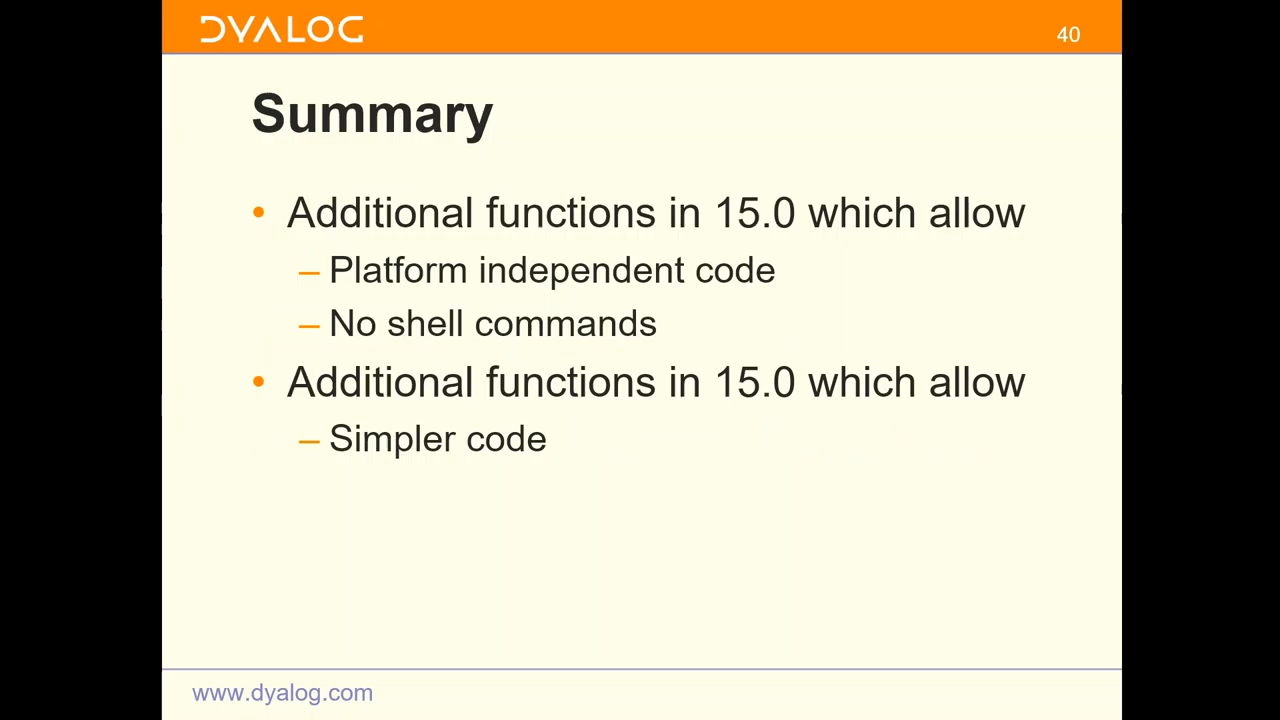 DYALOG
40
Summary
• Additional functions in 15.0 which allow
– Platform independent code
– No shell commands
• Additional functions in 15.0 which allow
– Simpler code
www.dyalog.com